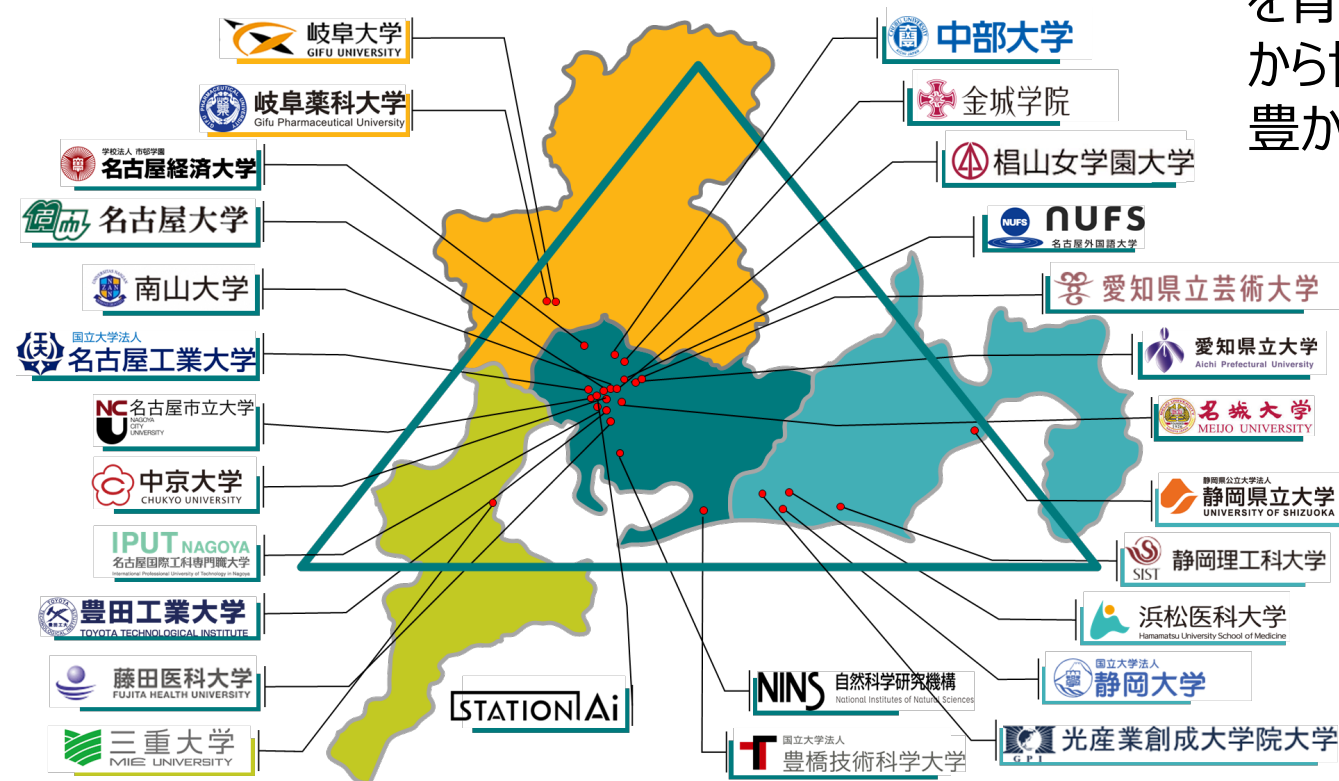 岐阜大学
GIFU UNIVERSITY
岐阜薬科大学
Gifu Pharmaceutical University
学校法人 市邨学園
名古屋経済大学
名古屋大学
南山大学
国立大学法人
名古屋工業大学
NCU
名古屋市立大学
NAGOYA
CITY
UNIVERSITY
中京大学
CHUKYO UNIVERSITY
IPUT NAGOYA
名古屋国際工科専門職大学
International Professional University of Technology in Nagoya
豊田工業大学
TOYOTA TECHNOLOGICAL INSTITUTE
藤田医科大学
FUJITA HEALTH UNIVERSITY
三重大学
MIE UNIVERSITY
STATION Ai
中部大学
金城学院
椙山女学園大学
NUFS
NUFS
名古屋外国語大学
愛知県立芸術大学
愛知県立大学
Aichi Prefectural University
名城大学
MEIJO UNIVERSITY
静岡県公立大学法人
静岡県立大学
UNIVERSITY OF SHIZUOKA
SIST
静岡理工科大学
浜松医科大学
Hamamatsu University School of Medicine
国立大学法人
静岡大学
GPI
光産業創成大学院大学
NINS
自然科学研究機構
National Institutes of Natural Sciences
国立大学法人
豊橋技術科学大学
から
豊か